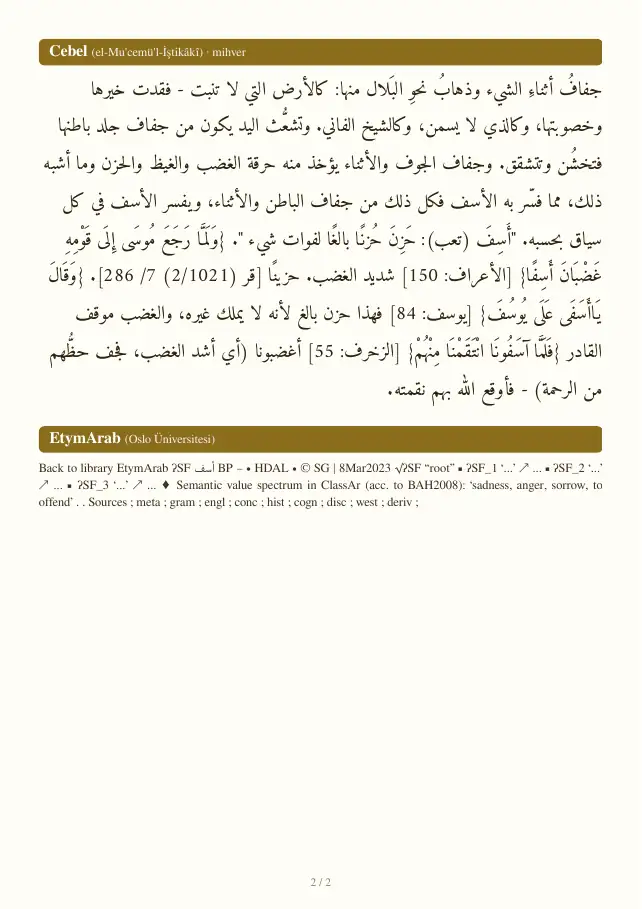 Cebel (el-Mu'cemü'l-İştikâkî) · mihver
جفافُ أثناءِ الشيء وذهابُ نحوِ البَلال منها: كالأرض التي لا تنبت - فقدت خيرها
وخصوبتها، وكالذي لا يسمن، وكالشيخ الفاني. وتشعُّث اليد يكون من جفاف جلد باطنها
فتخشُن وتتشقق. وجفاف الجوف والأثناء يؤخذ منه حرقة الغضب والغيظ والحزن وما أشبه
ذلك، مما فسّر به الأسف فكل ذلك من جفاف الباطن والأثناء، ويفسر الأسف في كل
سياق بحسبه. "أَسِفَ (تعب): حَزِنَ حُزنًا بالغًا لفوات شيء ". {وَلَمَّا رَجَعَ مُوسَى إِلَى قَوْمِهِ
غَضْبَانَ أَسِفًا} [الأعراف: 150] شديد الغضب. حزينًا [قر (2/1021) 7/ 286]. {وَقَالَ
يَاأَسَفَى عَلَى يُوسُفَ} [يوسف: 84] فهذا حزن بالغ لأنه لا يملك غيره، والغضب موقف
القادر {فَلَمَّا آسَفُونَا انْتَقَمْنَا مِنْهُمْ} [الزخرف: 55] أغضبونا (أي أشد الغضب، فجف حظُّهم
من الرحمة) - فأوقع الله بهم نقمته.
EtymArab (Oslo Üniversitesi)
Back to library EtymArab ʔSF أسف BP – • HDAL • © SG | 8Mar2023 √ʔSF “root” ▪ ʔSF_1 ‘...’ ↗ ... ▪ ʔSF_2 ‘...’
↗ ... ▪ ʔSF_3 ‘...’ ↗ ... ♦ Semantic value spectrum in ClassAr (acc. to BAH2008): ‘sadness, anger, sorrow, to
offend’ . . Sources ; meta ; gram ; engl ; conc ; hist ; cogn ; disc ; west ; deriv ;
2 / 2